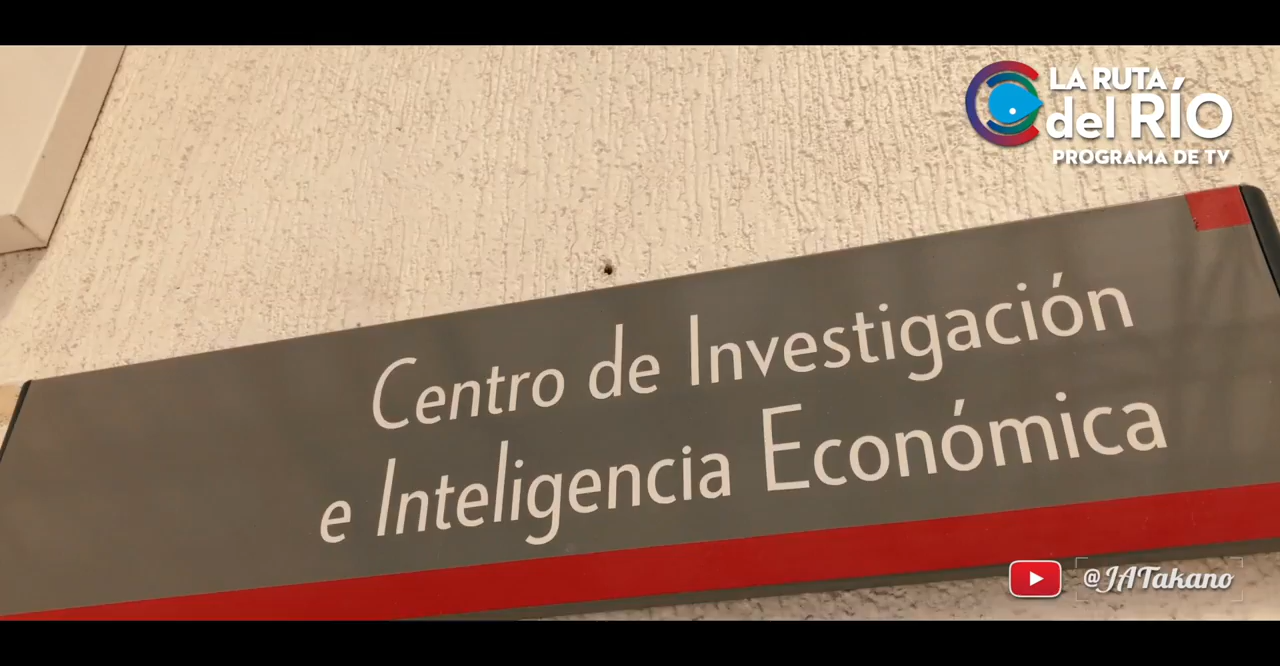 LA RUTA
del RÍO
PROGRAMA DE TV
Centro de Investigación
e Inteligencia Económica
@JATakano